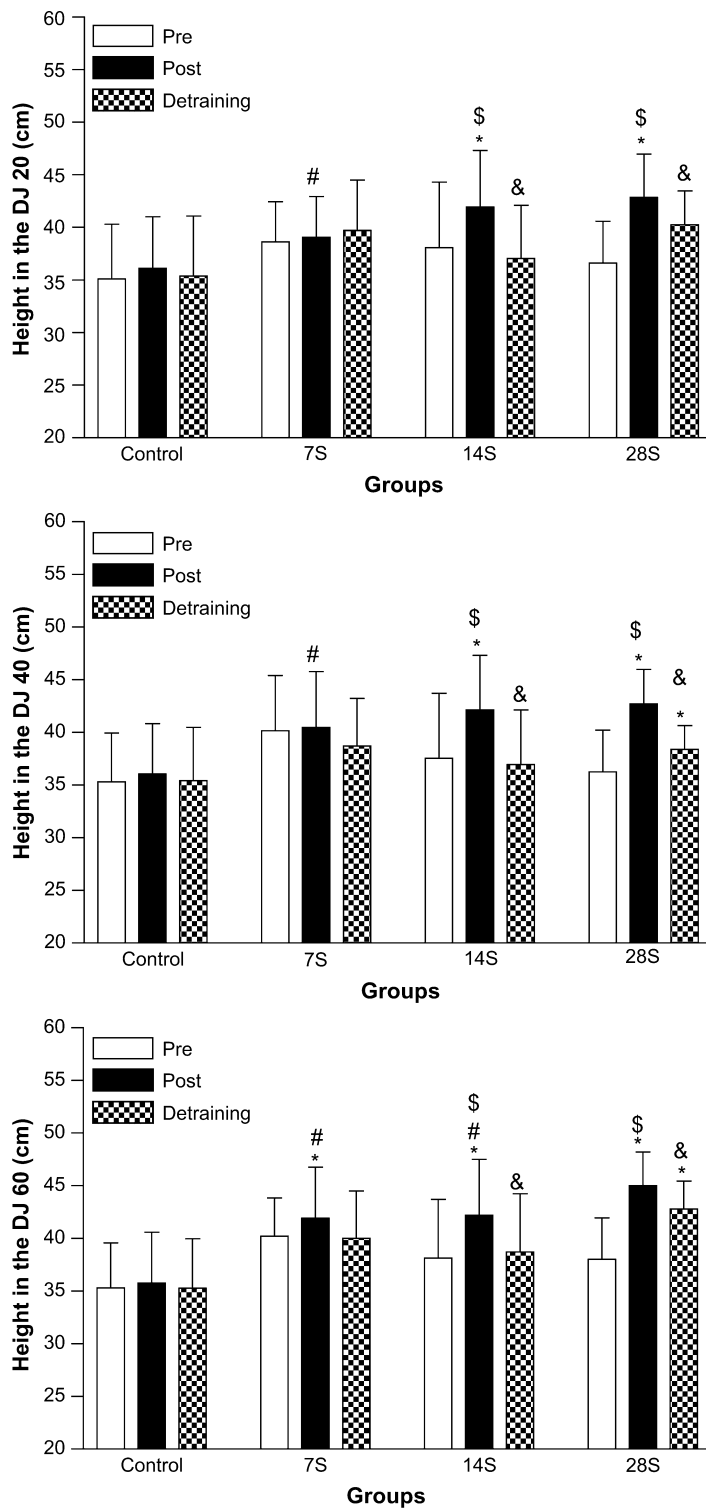 60
55
50
45
40
35
30
25
20
Height in the DJ 20 (cm)
Pre
Post
Detraining
#
$
*
&
$
*
&
Control 7S 14S 28S
Groups
60
55
50
45
40
35
30
25
20
Height in the DJ 40 (cm)
Pre
Post
Detraining
#
$
*
&
$
*
&
*
Control 7S 14S 28S
Groups
60
55
50
45
40
35
30
25
20
Height in the DJ 60 (cm)
Pre
Post
Detraining
#
*
$
#
*
&
$
*
&
*
Control 7S 14S 28S
Groups